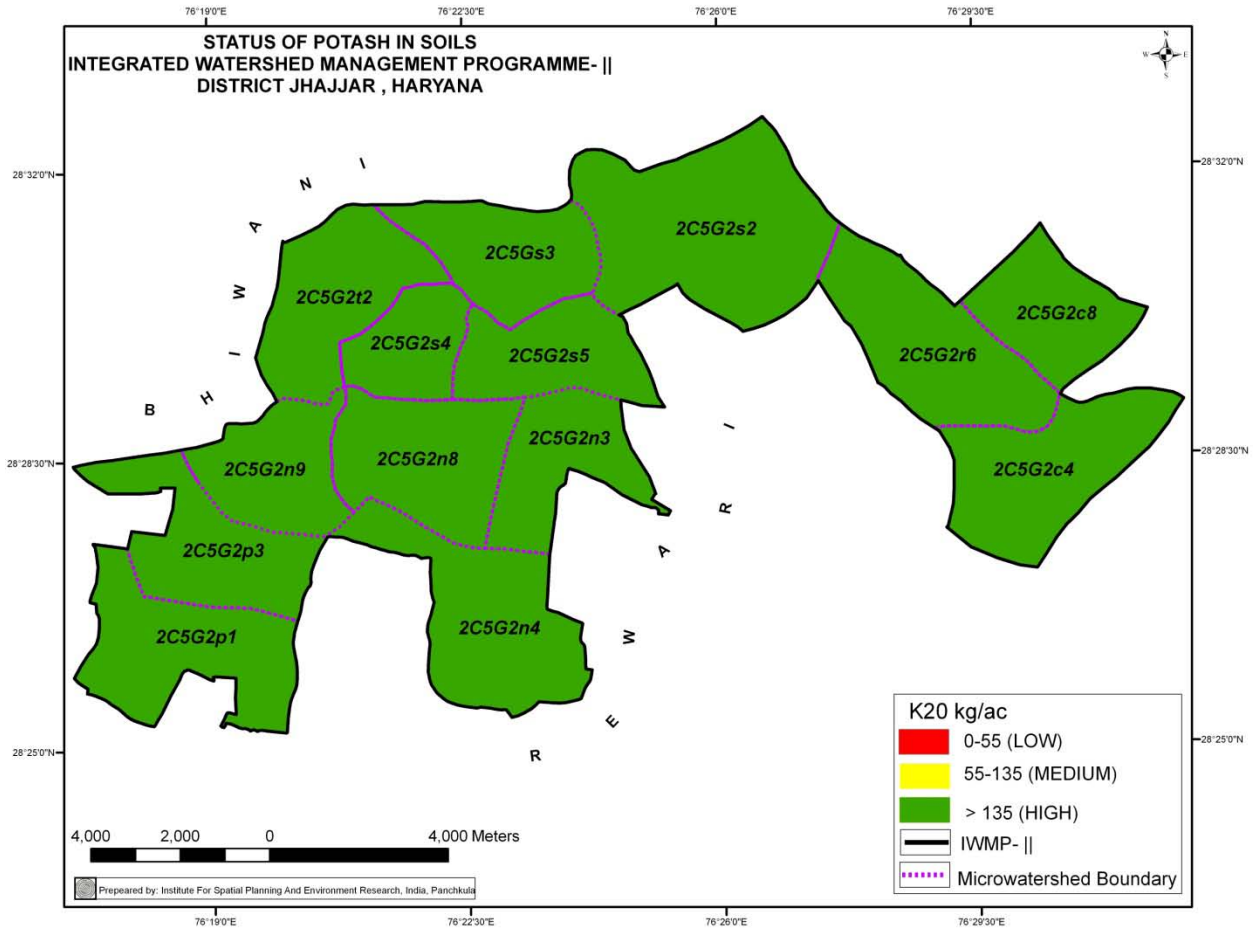 76°19'0"E 76°22'30"E 76°26'0"E 76°29'30"E
STATUS OF POTASH IN SOILS
INTEGRATED WATERSHED MANAGEMENT PROGRAMME- ||
DISTRICT JHAJJAR , HARYANA
N
W E
S
28°32'0"N 28°32'0"N
BHIWANI
2C5G2s2
2C5Gs3
2C5G2t2
2C5G2c8
2C5G2s4
2C5G2s5
2C5G2r6
2C5G2n3
2C5G2n9
2C5G2n8
2C5G2c4
28°28'30"N 28°28'30"N
REWARI
2C5G2p3
2C5G2p1
2C5G2n4
28°25'0"N 28°25'0"N
K20 kg/ac
0-55 (LOW)
55-135 (MEDIUM)
> 135 (HIGH)
IWMP- ||
Microwatershed Boundary
4,000 2,000 0 4,000 Meters
Prepeared by: Institute For Spatial Planning And Environment Research, India, Panchkula
76°19'0"E 76°22'30"E 76°26'0"E 76°29'30"E